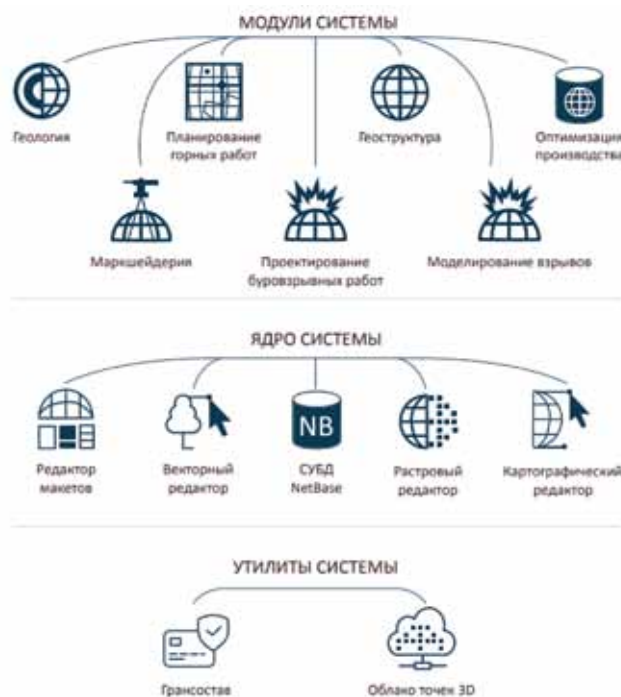 МОДУЛИ СИСТЕМЫ
Геология
Планирование
горных работ
Геоструктура
Оптимизация
производства
Маркшейдерия
Проектирование
буровзрывных работ
Моделирование взрывов
ЯДРО СИСТЕМЫ
NB
Редактор
макетов
Векторный
редактор
СУБД
NetBase
Растровый
редактор
Картографический
редактор
УТИЛИТЫ СИСТЕМЫ
Грансостав
Облако точек 3D